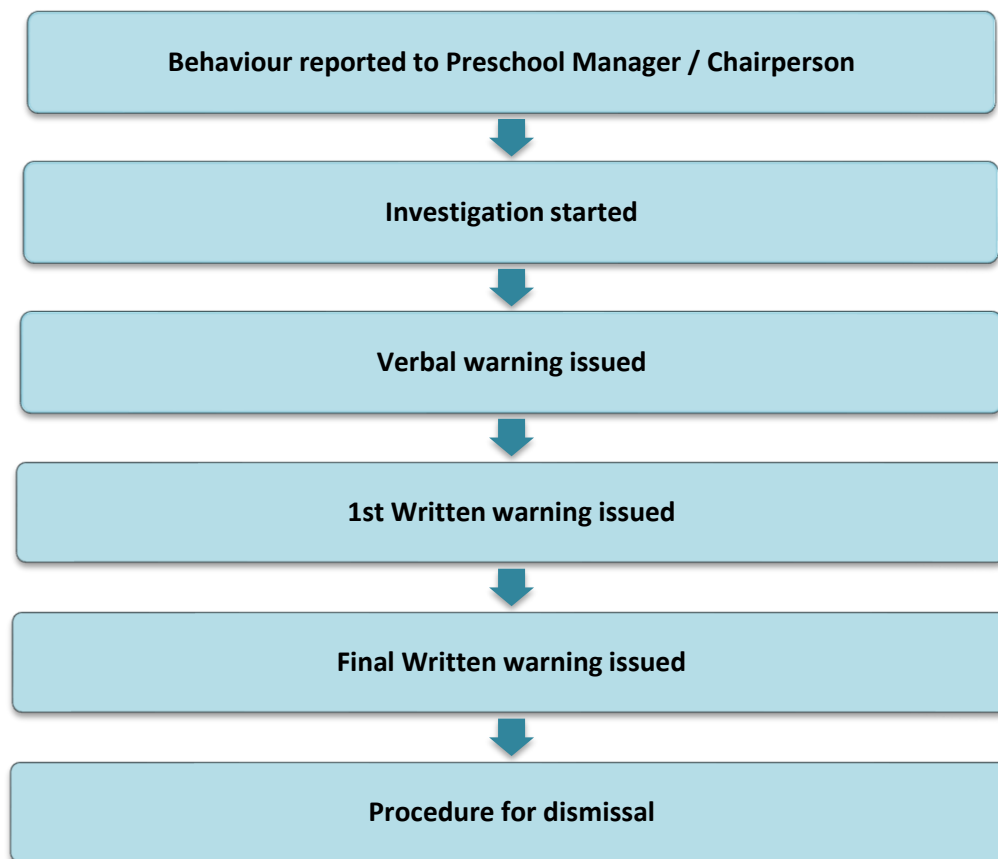 Behaviour reported to Preschool Manager / Chairperson
Investigation started
Verbal warning issued
1st Written warning issued
Final Written warning issued
Procedure for dismissal